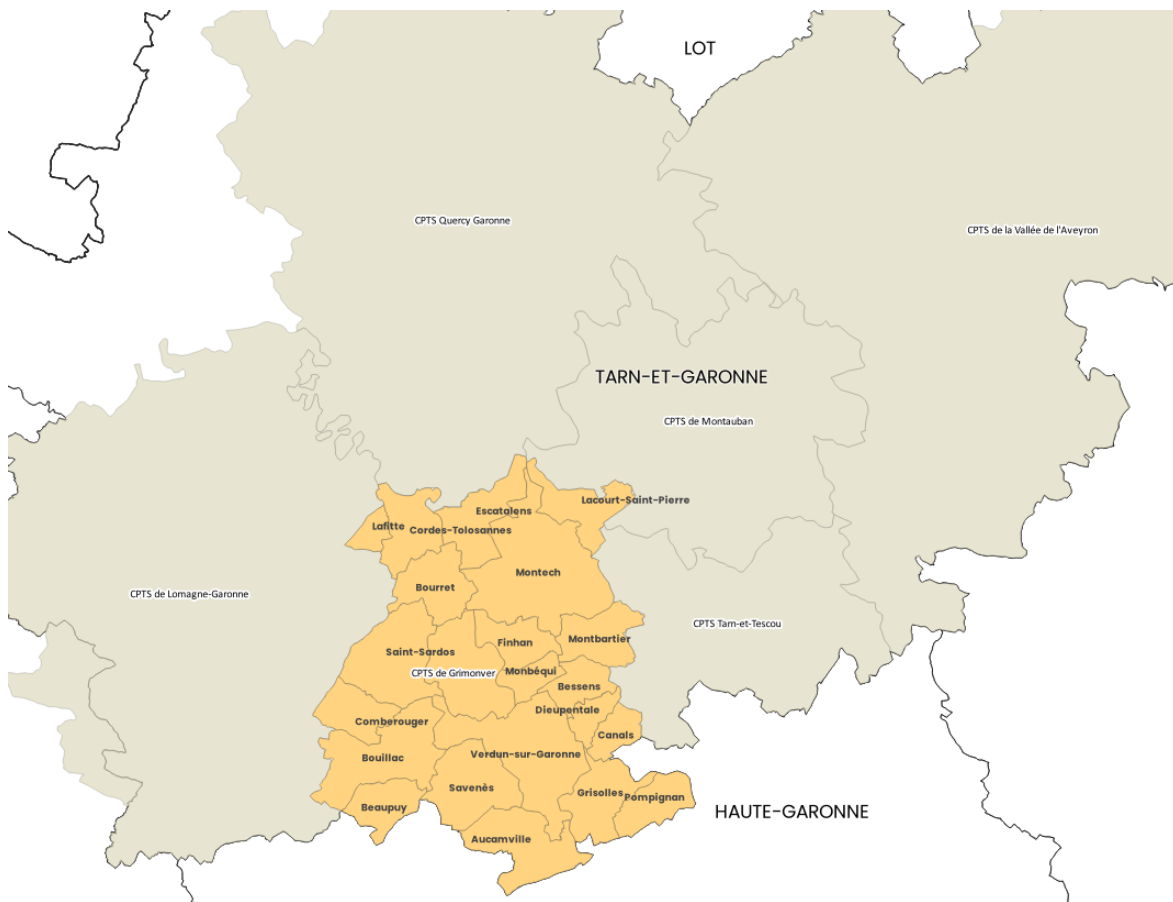 LOT
CPTS Quercy Garonne
CPTS de la Vallée de l'Aveyron
TARN-ET-GARONNE
CPTS de Montauban
Lacourt-Saint-Pierre
Escatalens
Lafitte
Cordes-Tolosannes
Montech
Bourret
CPTS de Lomagne-Garonne
CPTS Tarn-et-Tescou
Montbartier
Finhan
Saint-Sardos
CPTS de Grimonver
Monbéqui
Bessens
Dieupentale
Comberouger
Canals
Verdun-sur-Garonne
Bouillac
Savenès
Grisolles
Pompignan
Beaupuy
HAUTE-GARONNE
Aucamville